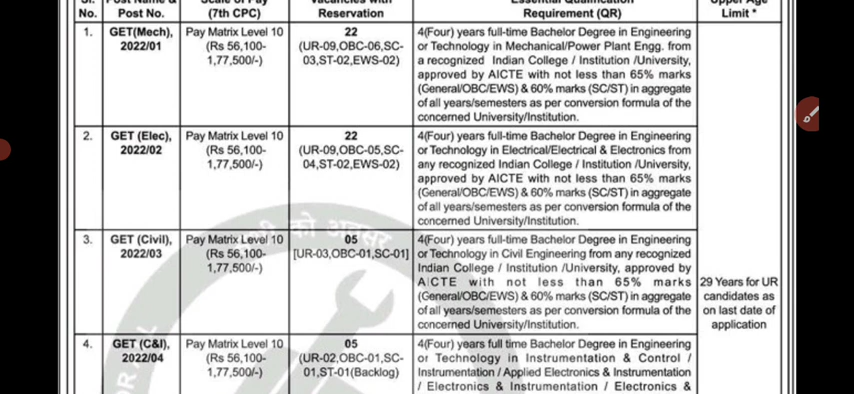 Sl. Post Name & Scale of Pay Vacancies with Essential Qualification Upper Age
No. Post No. (7th CPC) Reservation Requirement (QR) Limit *
1. GET(Mech), 2022/01
Pay Matrix Level 10
(Rs 56,100-
1,77,500/-)
22
(UR-09,OBC-06,SC-
03,ST-02,EWS-02)
4(Four) years full-time Bachelor Degree in Engineering
or Technology in Mechanical/Power Plant Engg. from
a recognized Indian College / Institution /University,
approved by AICTE with not less than 65% marks
(General/OBC/EWS) & 60% marks (SC/ST) in aggregate
of all years/semesters as per conversion formula of the
concerned University/Institution.
2. GET (Elec), 2022/02
Pay Matrix Level 10
(Rs 56,100-
1,77,500/-)
22
(UR-09,OBC-05,SC-
04,ST-02,EWS-02)
4(Four) years full-time Bachelor Degree in Engineering
or Technology in Electrical/Electrical & Electronics from
any recognized Indian College / Institution /University,
approved by AICTE with not less than 65% marks
(General/OBC/EWS) & 60% marks (SC/ST) in aggregate
of all years/semesters as per conversion formula of the
concerned University/Institution.
3. GET (Civil), 2022/03
Pay Matrix Level 10
(Rs 56,100-
1,77,500/-)
05
[UR-03,OBC-01,SC-01]
4(Four) years full-time Bachelor Degree in Engineering
or Technology in Civil Engineering from any recognized
Indian College / Institution /University, approved by
AICTE with not less than 65% marks
(General/OBC/EWS) & 60% marks (SC/ST) in aggregate
of all years/semesters as per conversion formula of the
concerned University/Institution.
29 Years for UR
candidates as
on last date of
application
4. GET (C&I), 2022/04
Pay Matrix Level 10
(Rs 56,100-
1,77,500/-)
05
(UR-02,OBC-01,SC-
01,ST-01(Backlog)
4(Four) years full time Bachelor Degree in Engineering
or Technology in Instrumentation & Control /
Instrumentation / Applied Electronics & Instrumentation
/ Electronics & Instrumentation / Electronics &
को अवसर